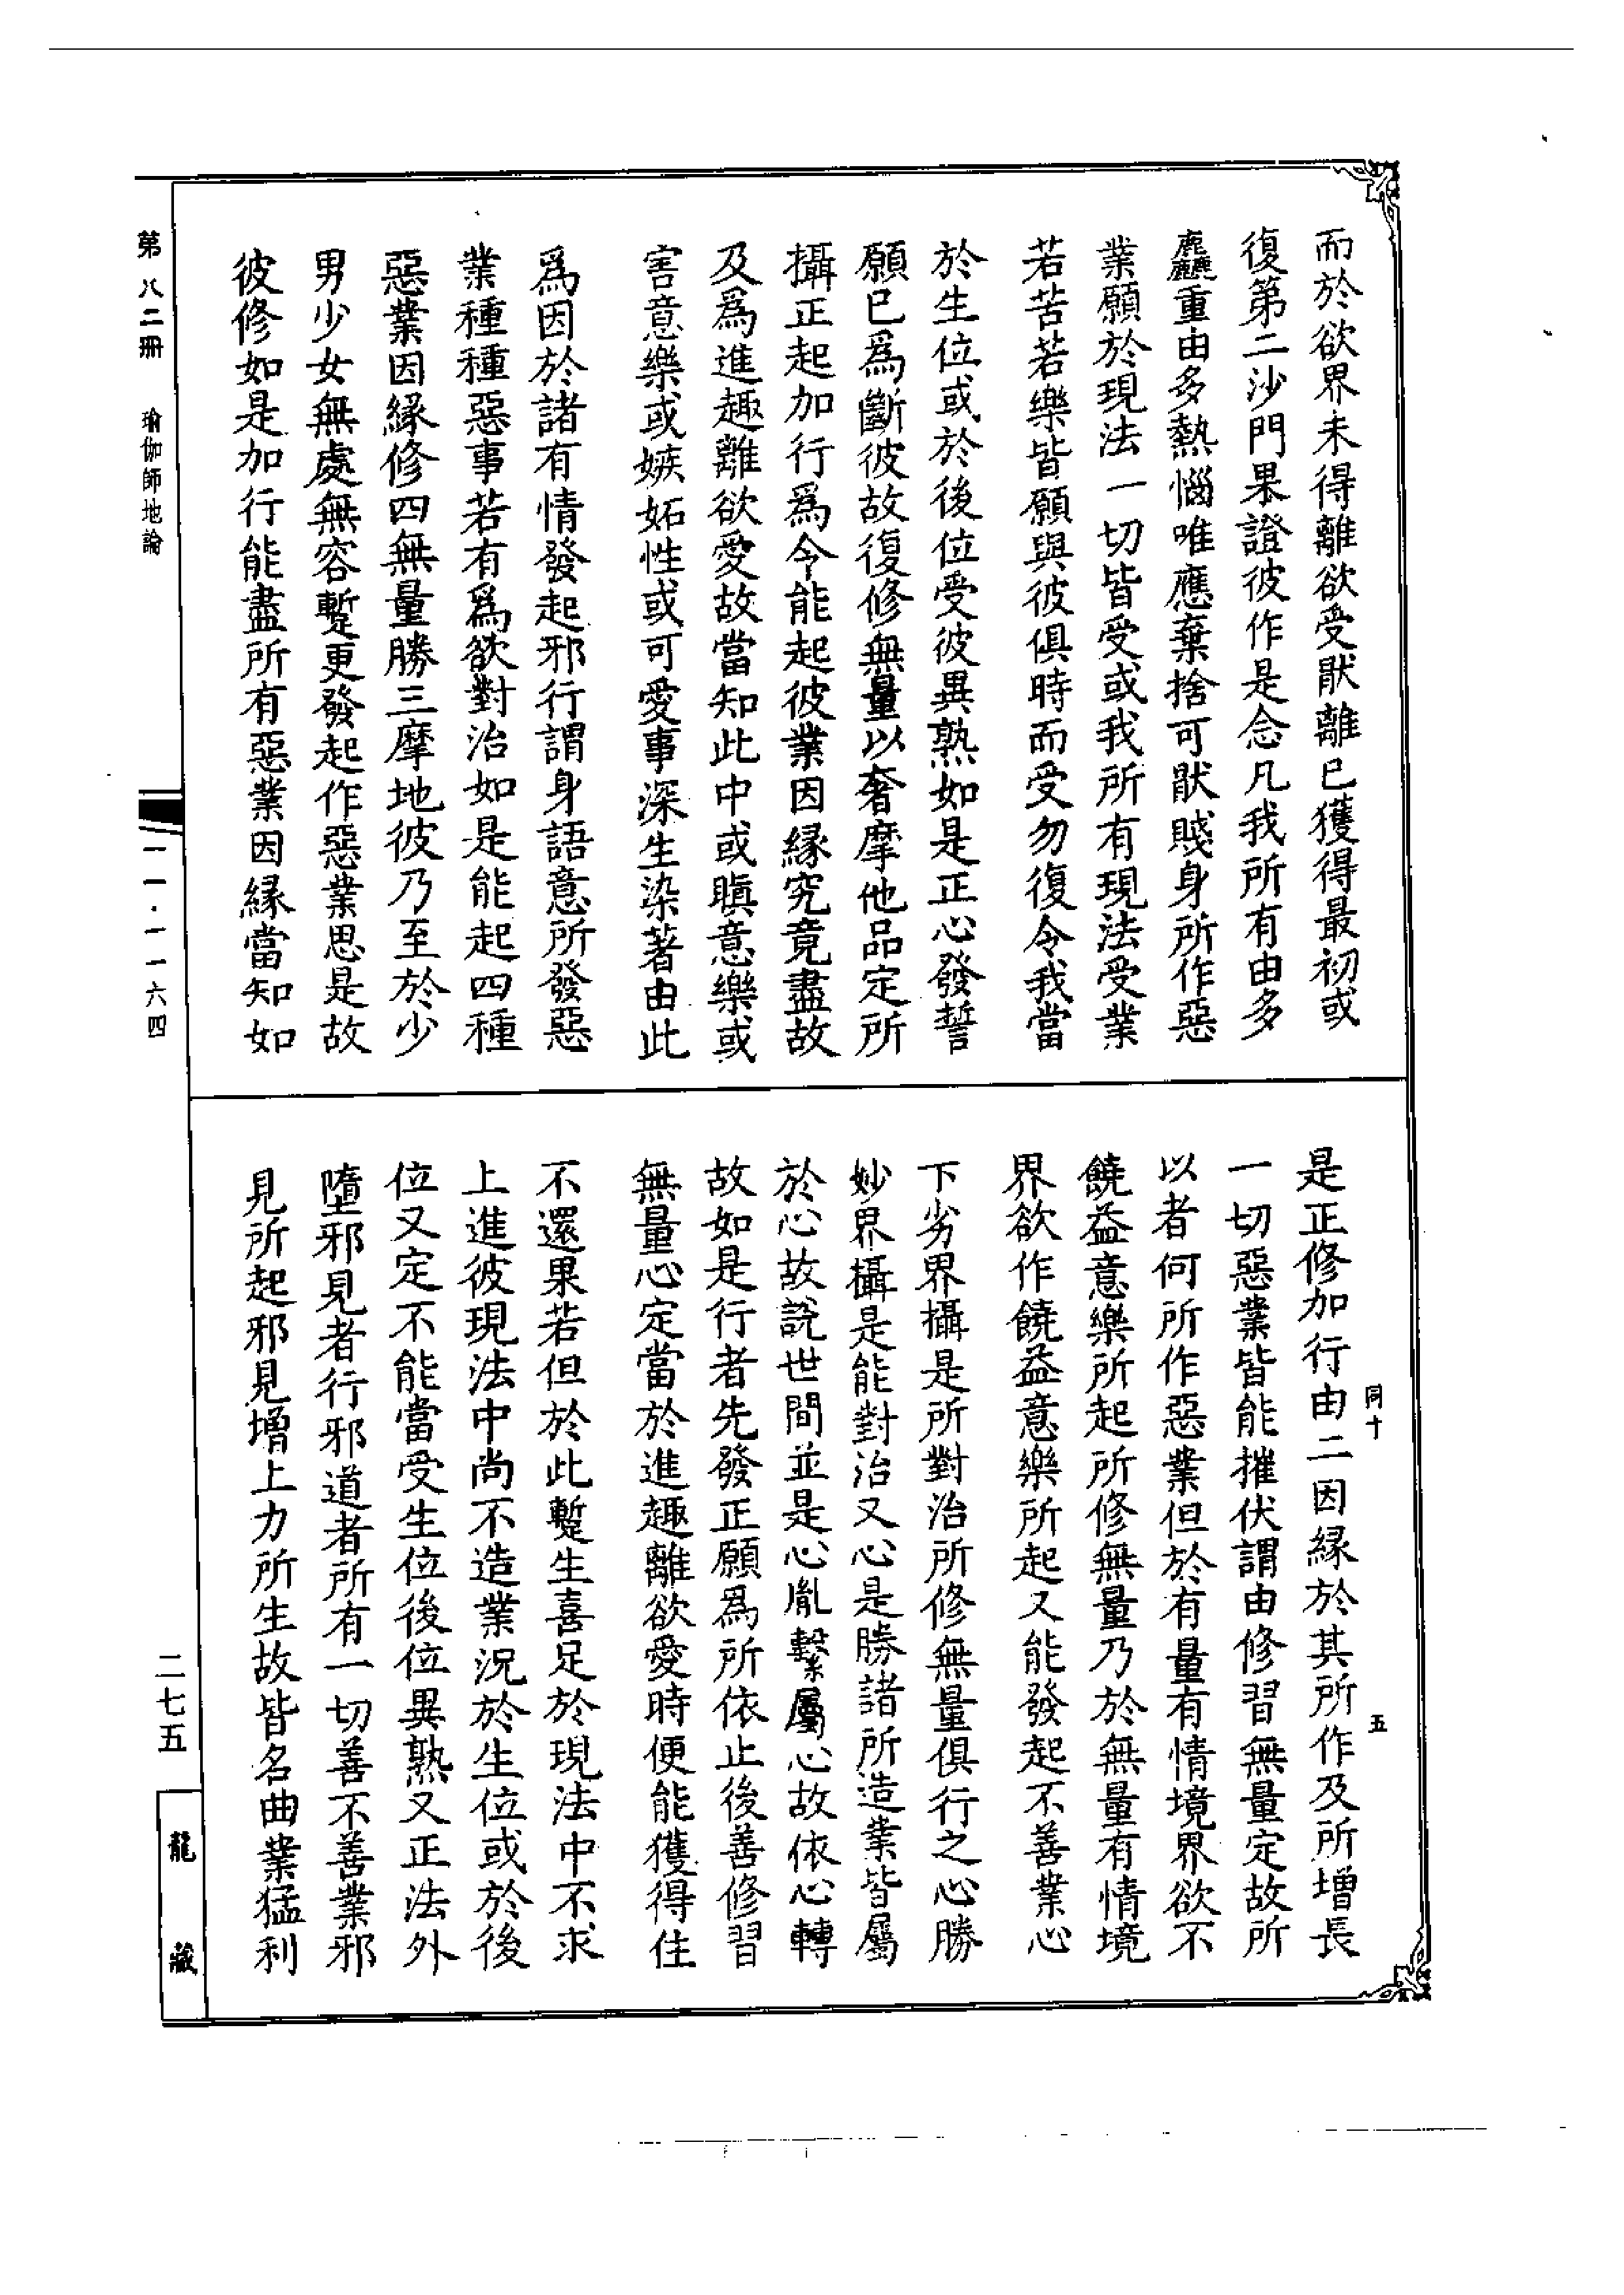 而於欲界未得離欲受猒離已獲得最初或
復第二沙門果證彼作是念凡我所有由多
麤重由多熱惱唯應棄捨可猒賤身所作惡
業願於現法一切皆受或我所有現法受業
若苦若樂皆願與彼俱時而受勿復令我當
於生位或於後位受彼異熟如是正心發誓
願已為斷彼故復修無量以奢摩他品定所
攝正起加行為令能起彼業因緣究竟盡故
及為進趣離欲愛故當知此中或瞋意樂或
害意樂或嫉妬性或可愛事深生染著由此
為因於諸有情發起邪行謂身語意所發惡
業種種惡事若有為欲對治如是能起四種
惡業因緣修四無量勝三摩地彼乃至於少
男少女無處無容蹔更發起作惡業思是故
彼修如是加行能盡所有惡業因緣當知如
是正修加行由二因緣於其所作及所增長
一切惡業皆能摧伏謂由修習無量定故所
以者何所作惡業但於有量有情境界欲不
饒益意樂所起所修無量乃於無量有情境
界欲作饒益意樂所起又能發起不善業心
下劣界攝是所對治所修無量俱行之心勝
妙界攝是能對治又心是勝諸所造業皆屬
於心故說世間並是心胤繫屬心故依心轉
故如是行者先發正願為所依止後善修習
無量心定當於進趣離欲愛時便能獲得住
不還果若但於此蹔生喜足於現法中不求
上進彼現法中尚不造業況於生位或於後
位又定不能當受生位後位異熟又正法外
墮邪見者行邪道者所有一切善不善業邪
見所起邪見增上力所生故皆名曲業猛利
同十 五
第八二冊 瑜伽師地論
一一·一一六四
二七五
龍藏